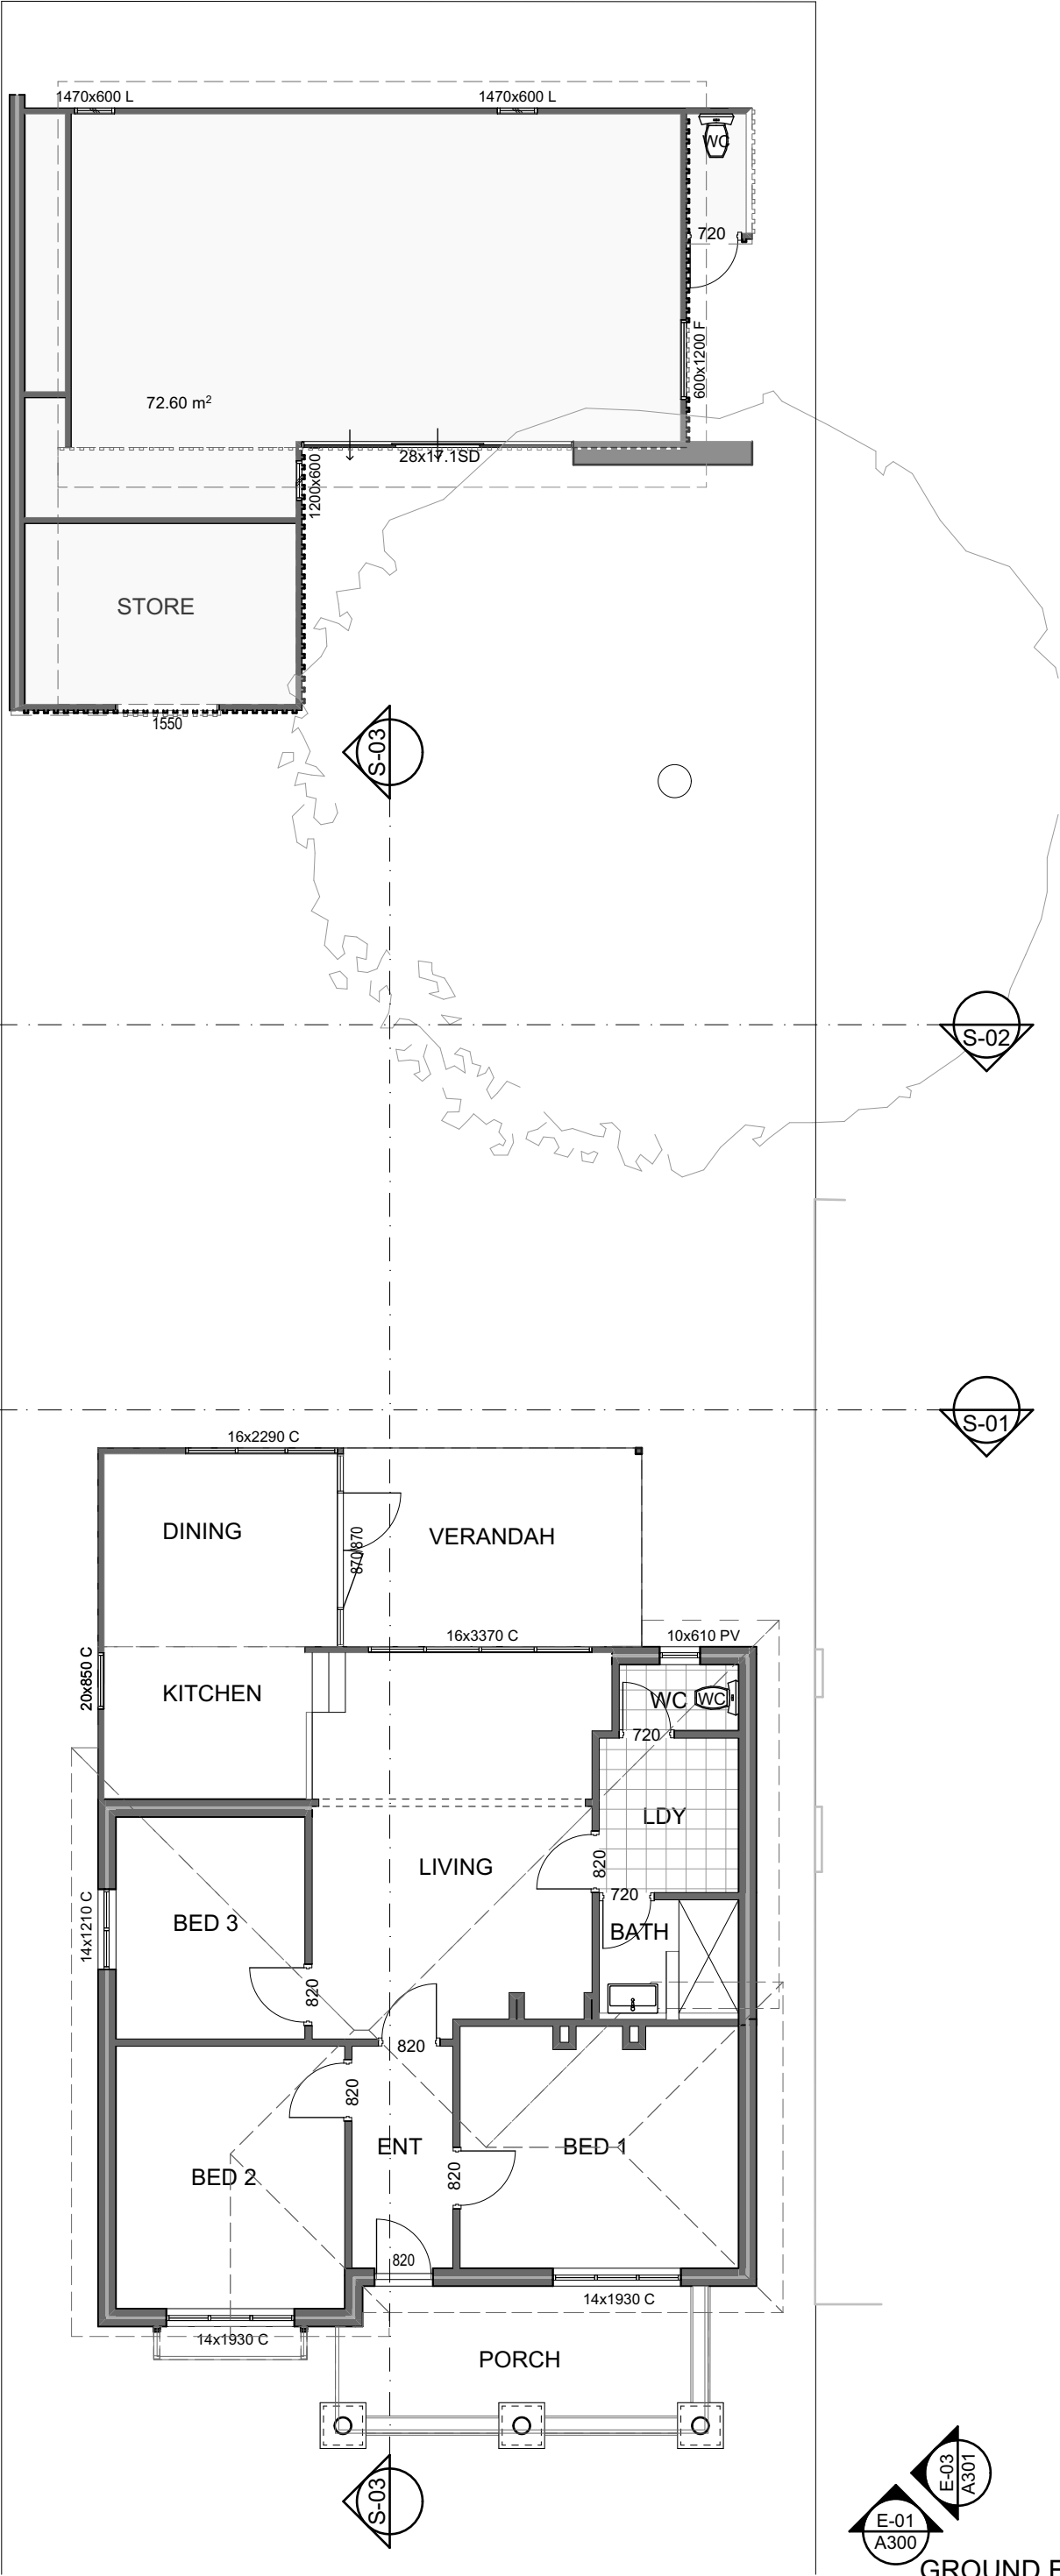 1470x600 L
1470x600 L
WC
720
600x1200 F
72.60 m²
28x17.1SD
1200x600
STORE
1550
S-03
S-02
S-01
16x2290 C
DINING
870/870
VERANDAH
16x3370 C
10x610 PV
20x850 C
KITCHEN
WC
WC
720
LDY
LIVING
820
720
14x1210 C
BED 3
BATH
820
820
820
ENT
BED 1
BED 2
820
820
14x1930 C
14x1930 C
PORCH
S-03
E-03
A301
E-01
A300